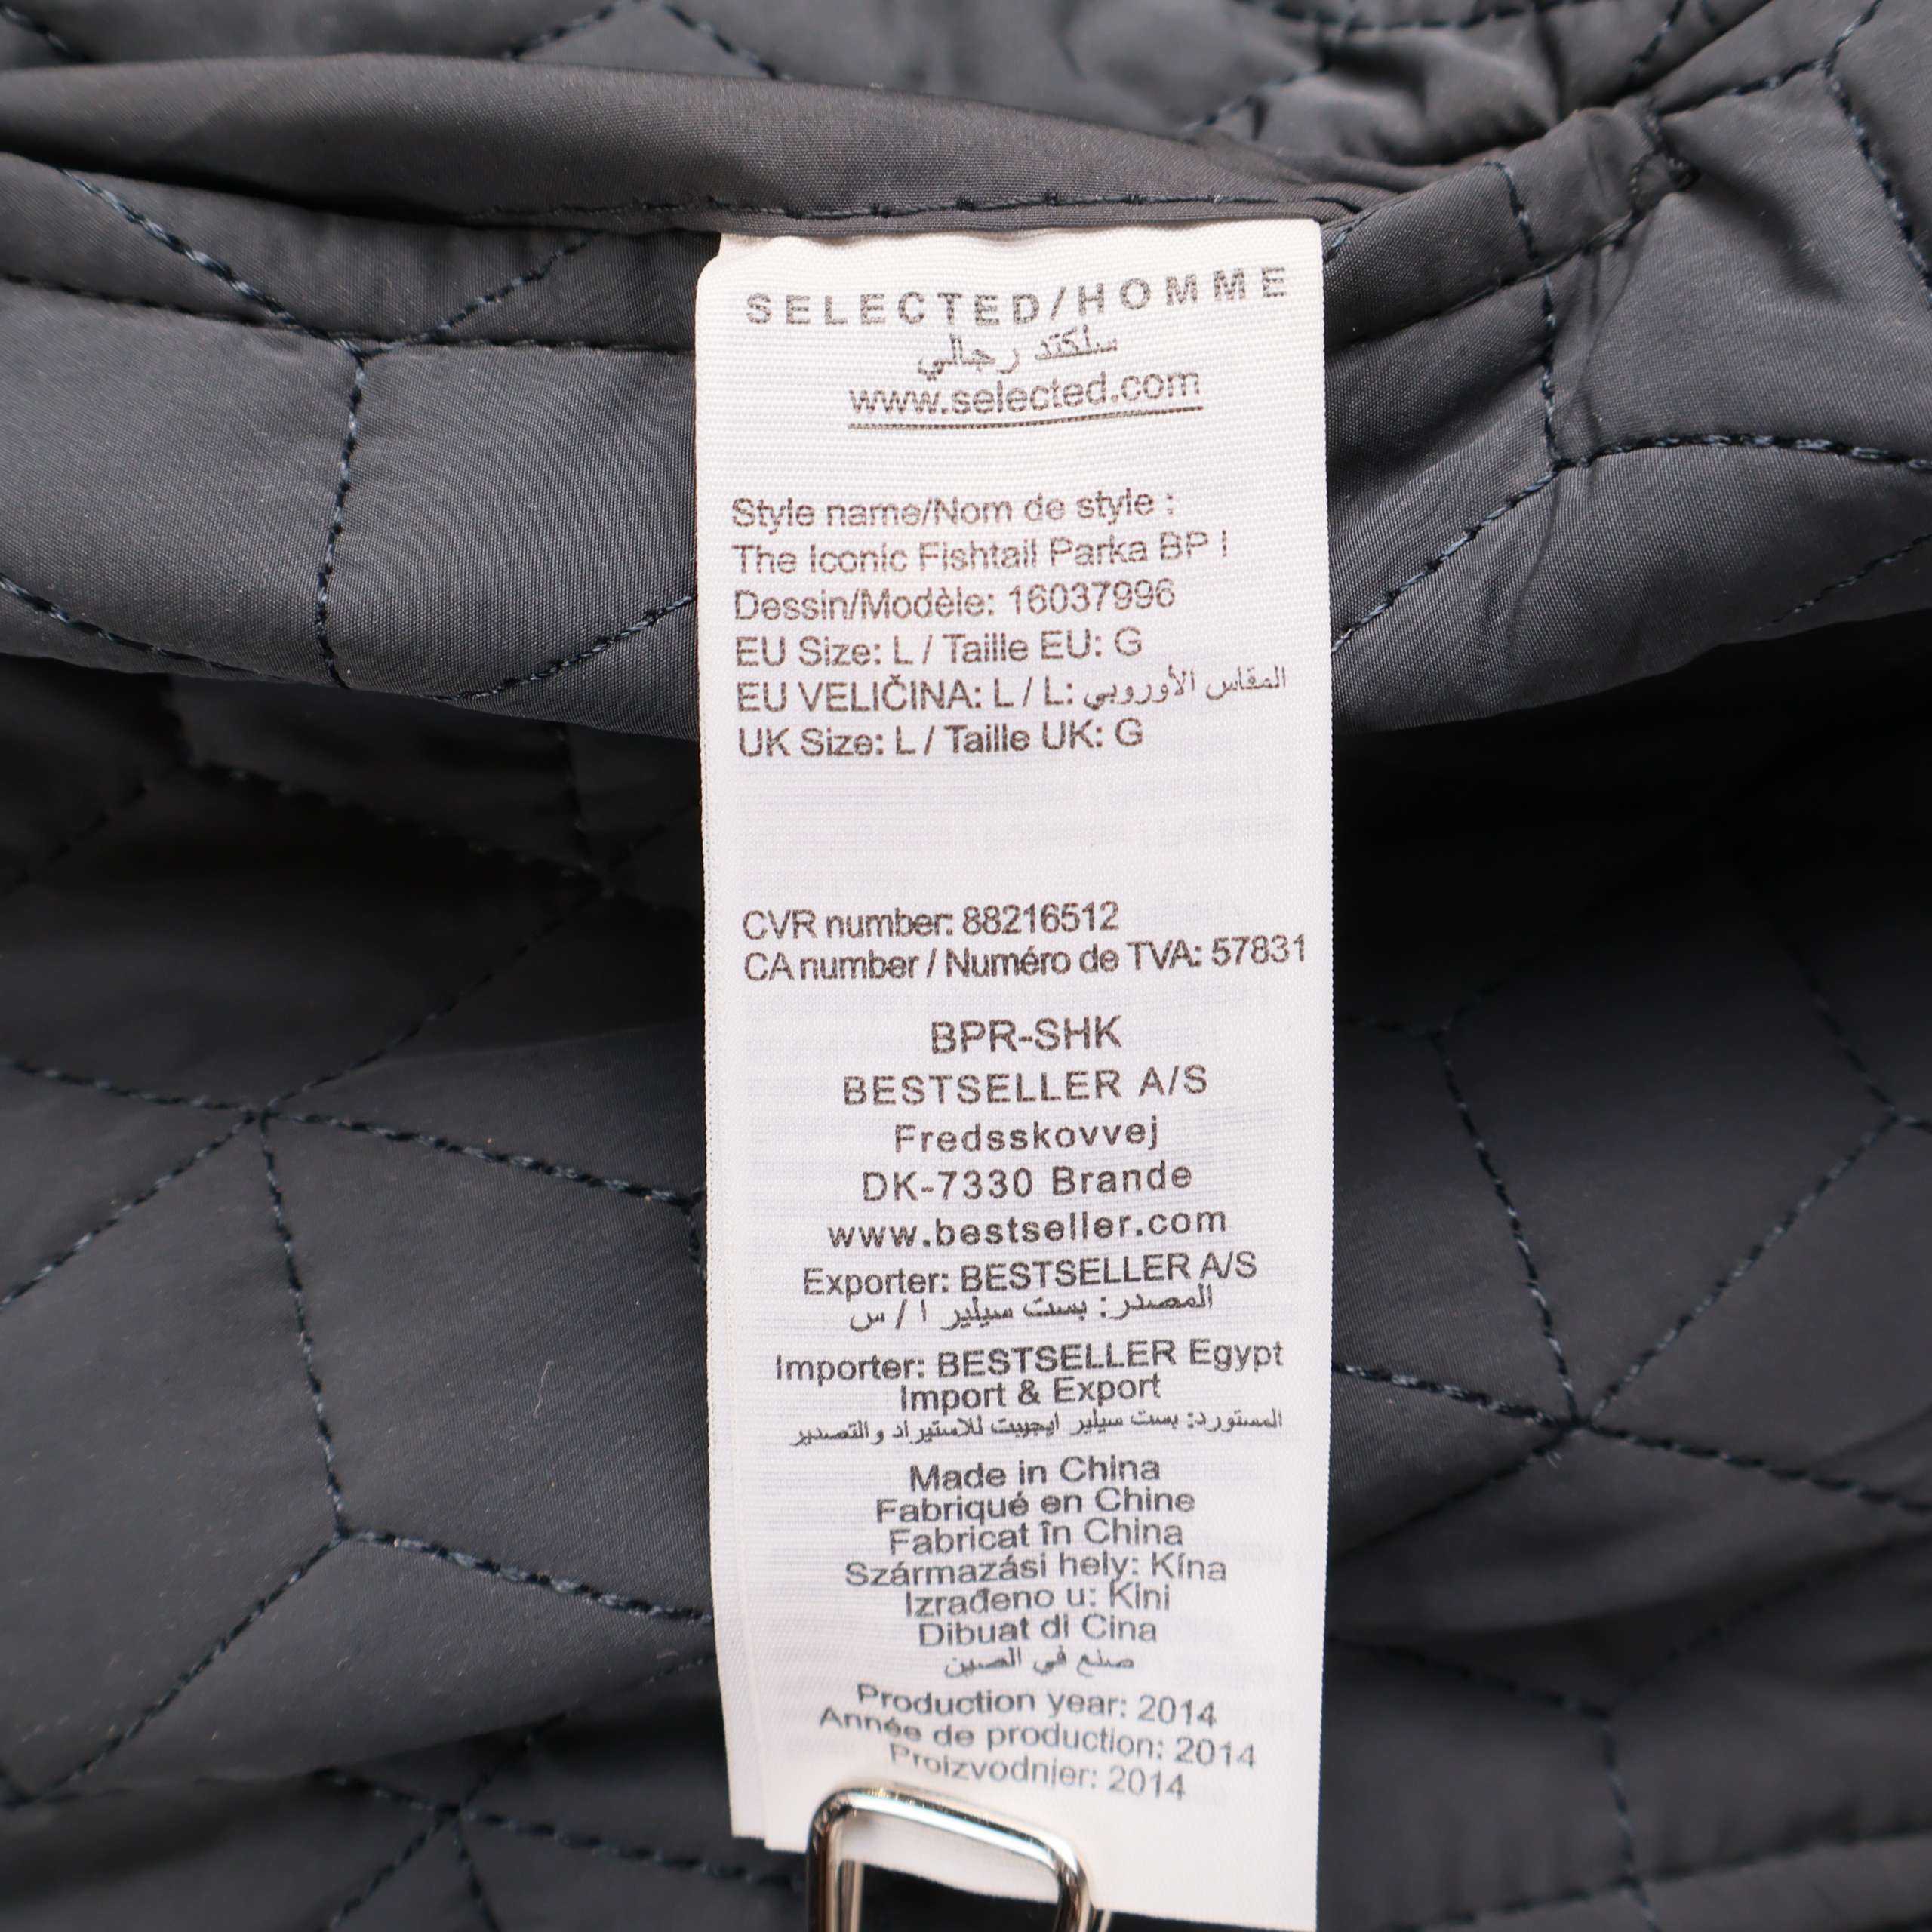 SELECTED/HOMME
سلكتد رجالي
www.selected.com
Style name/Nom de style :
The Iconic Fishtail Parka BP I
Dessin/Modèle: 16037996
EU Size: L / Taille EU: G
EU VELIČINA: L / L: المقاس الأوروبي
UK Size: L / Taille UK: G
CVR number: 88216512
CA number / Numéro de TVA: 57831
BPR-SHK
BESTSELLER A/S
Fredsskovvej
DK-7330 Brande
www.bestseller.com
Exporter: BESTSELLER A/S
المصدر: بست سيلير ا / س
Importer: BESTSELLER Egypt
Import & Export
المستورد: بست سيلير ايجيبت للاستيراد والتصدير
Made in China
Fabriqué en Chine
Fabricat în China
Származási hely: Kína
Izrađeno u: Kini
Dibuat di Cina
صنع في الصين
Production year: 2014
Année de production: 2014
Proizvodnjer: 2014